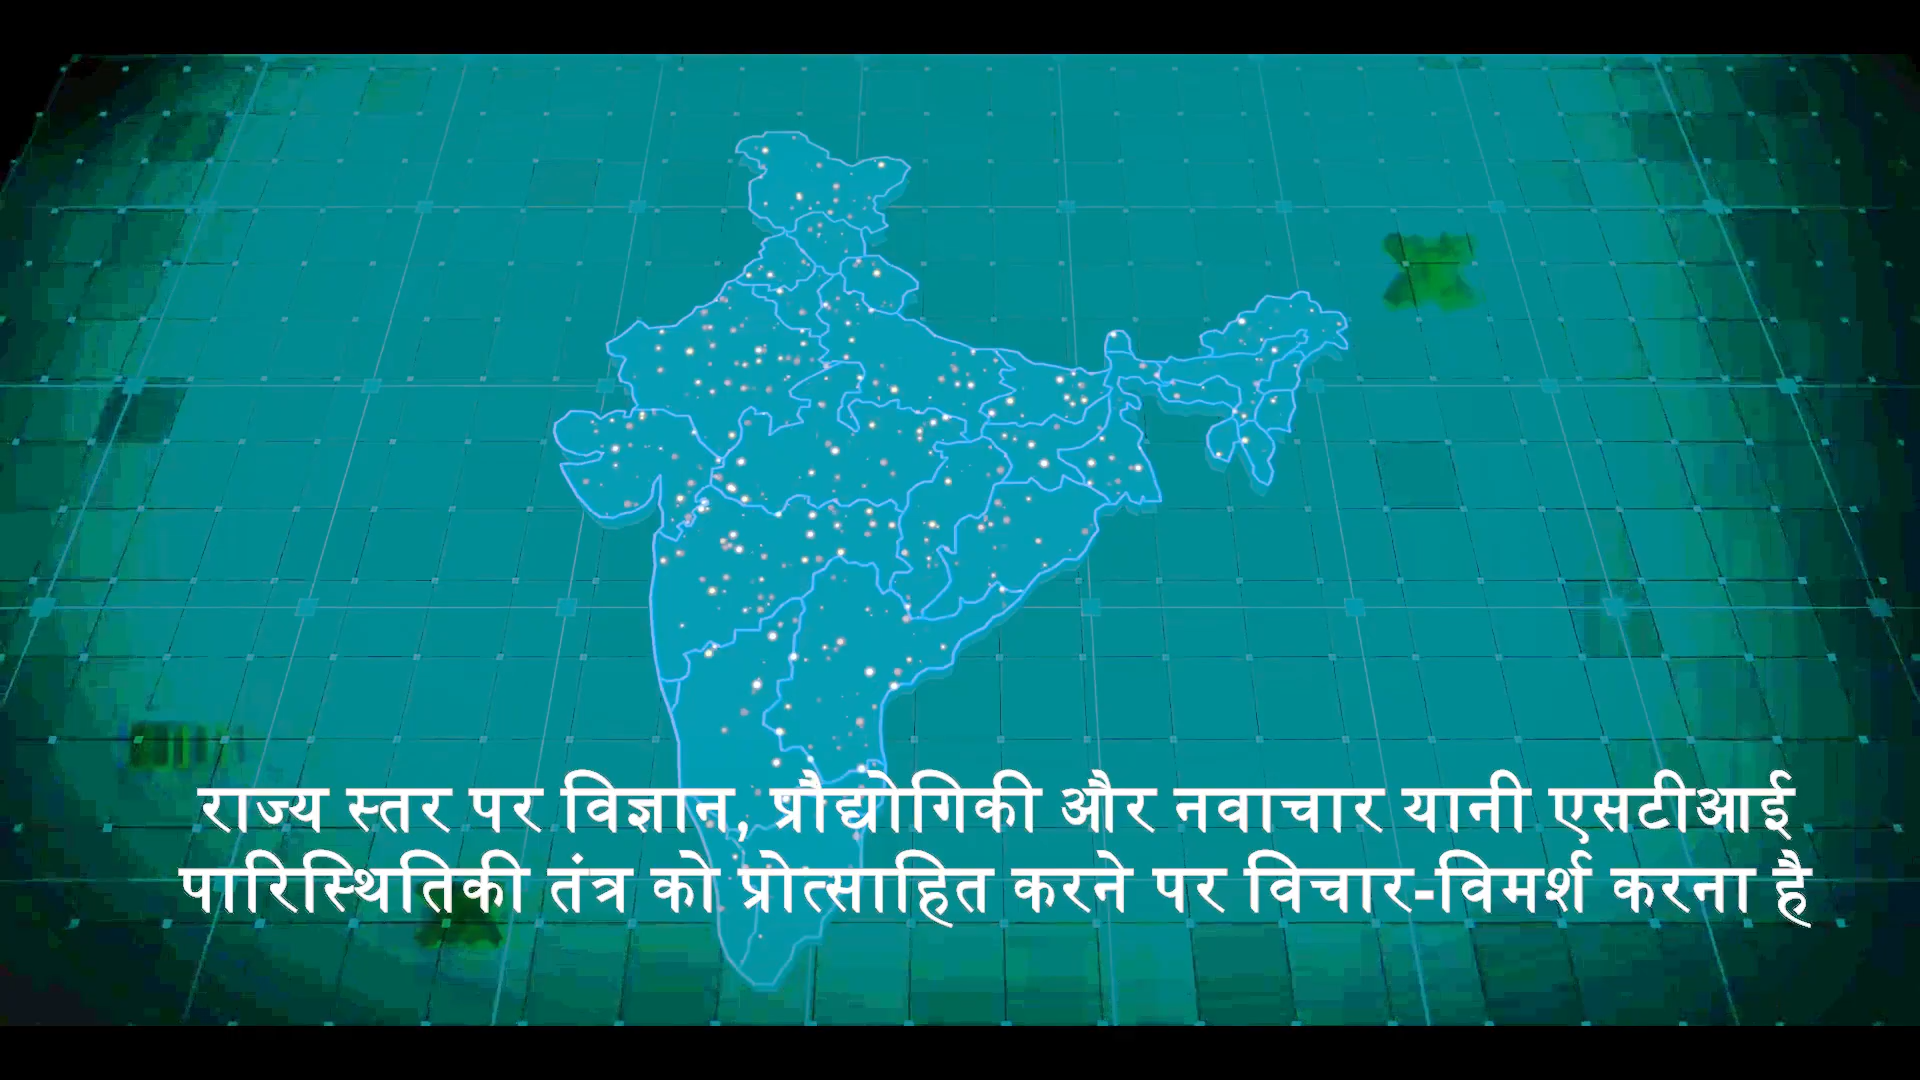 राज्य स्तर पर विज्ञान, प्रौद्योगिकी और नवाचार यानी एसटीआई
पारिस्थितिकी तंत्र को प्रोत्साहित करने पर विचार-विमर्श करना है